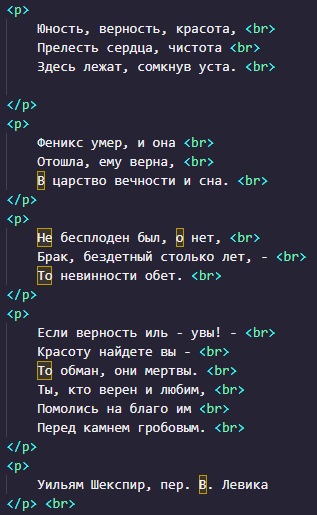 <p>
Юность, верность, красота, <br>
Прелесть сердца, чистота <br>
Здесь лежат, сомкнув уста. <br>
</p>
<p>
Феникс умер, и она <br>
Отошла, ему верна, <br>
В царство вечности и сна. <br>
</p>
<p>
Не бесплоден был, о нет, <br>
Брак, бездетный столько лет, - <br>
То невинности обет. <br>
</p>
<p>
Если верность иль - увы! - <br>
Красоту найдете вы - <br>
То обман, они мертвы. <br>
Ты, кто верен и любим, <br>
Помолись на благо им <br>
Перед камнем гробовым. <br>
</p>
<p>
Уильям Шекспир, пер. В. Левика
</p> <br>